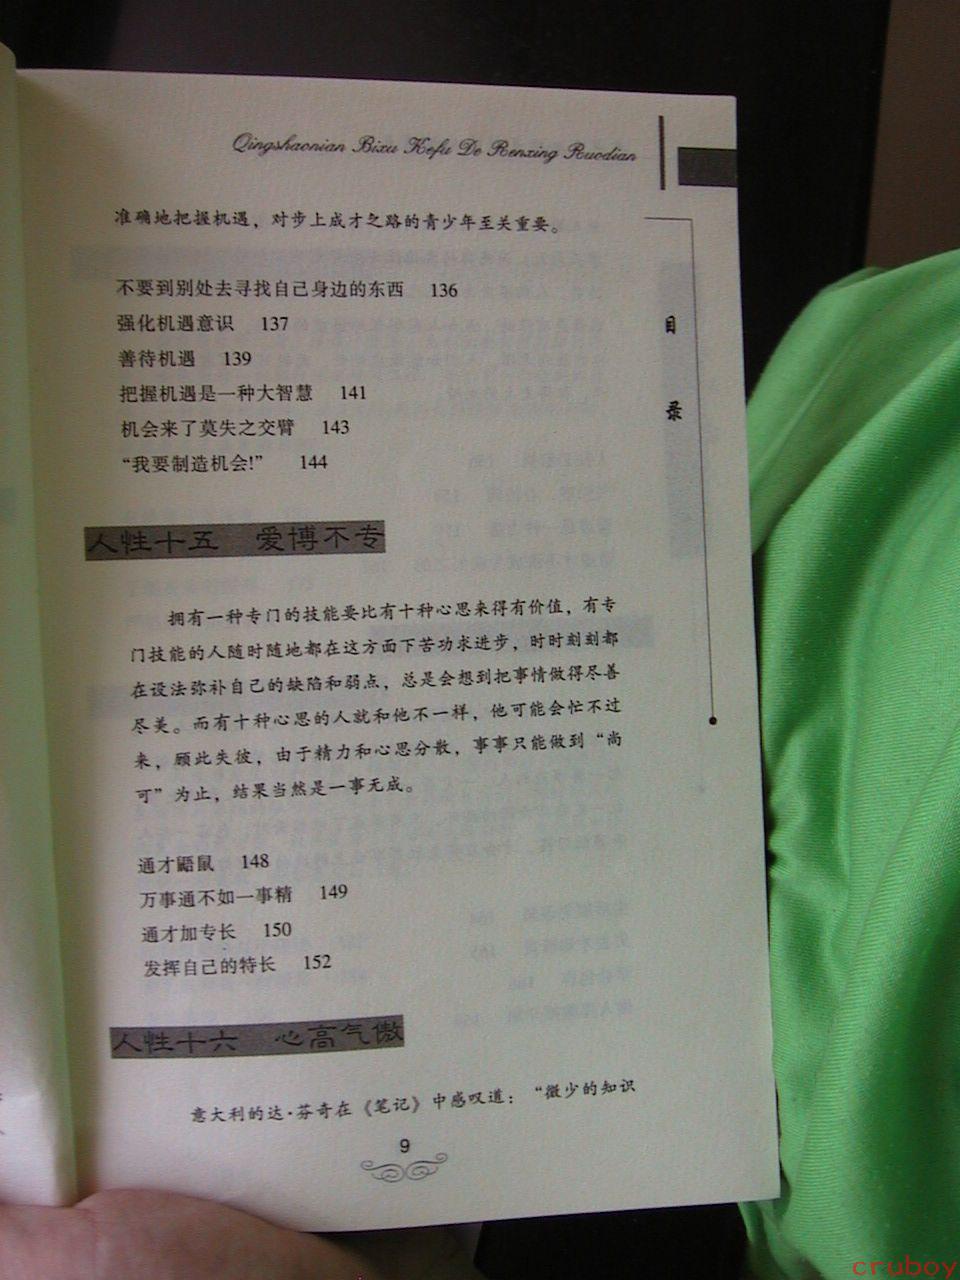 Qingshaonian Bixu Kefu De Renxing Ruodian
准确地把握机遇，对步上成才之路的青少年至关重要。
不要到别处去寻找自己身边的东西 136
强化机遇意识 137
善待机遇 139
把握机遇是一种大智慧 141
机会来了莫失之交臂 143
“我要制造机会!” 144
目
录
人性十五 爱博不专
拥有一种专门的技能要比有十种心思来得有价值，有专
门技能的人随时随地都在这方面下苦功求进步，时时刻刻都
在设法弥补自己的缺陷和弱点，总是会想到把事情做得尽善
尽美。而有十种心思的人就和他不一样，他可能会忙不过
来，顾此失彼，由于精力和心思分散，事事只能做到“尚
可”为止，结果当然是一事无成。
通才鼯鼠 148
万事通不如一事精 149
通才加专长 150
发挥自己的特长 152
人性十六 心高气傲
意大利的达·芬奇在《笔记》中感叹道：“微少的知识
9
cruboy